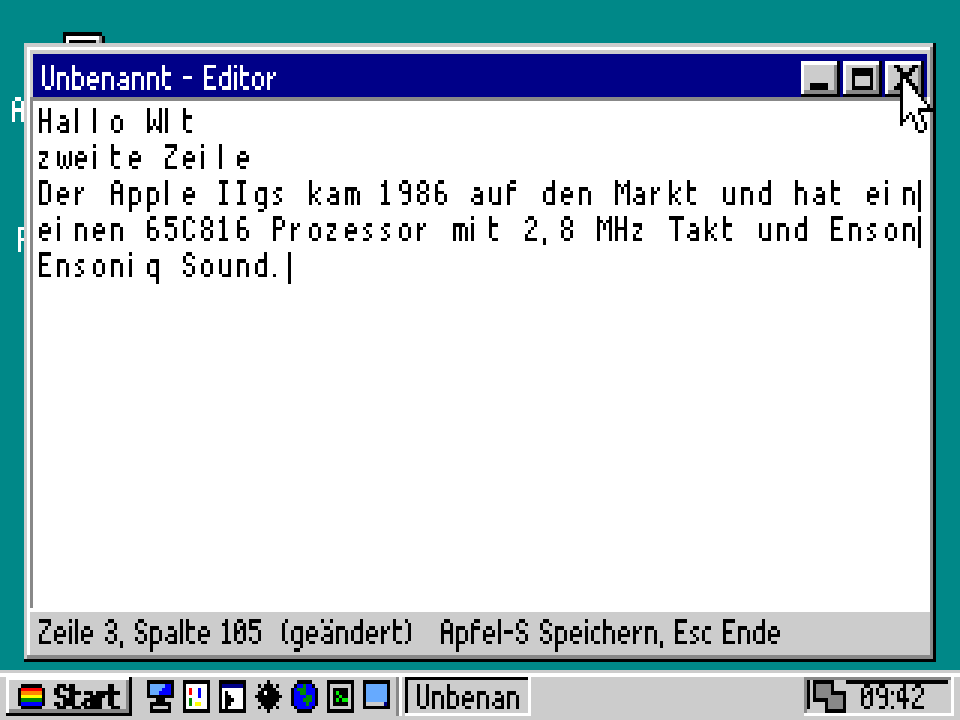 Unbenannt - Editor
Hallo Wlt
zweite Zeile
Der Apple IIgs kam 1986 auf den Markt und hat ein
einen 65C816 Prozessor mit 2,8 MHz Takt und Enson
Ensoniq Sound.
Zeile 3, Spalte 105 (geändert) Apfel-S Speichern, Esc Ende
Start Unbenan 09:42